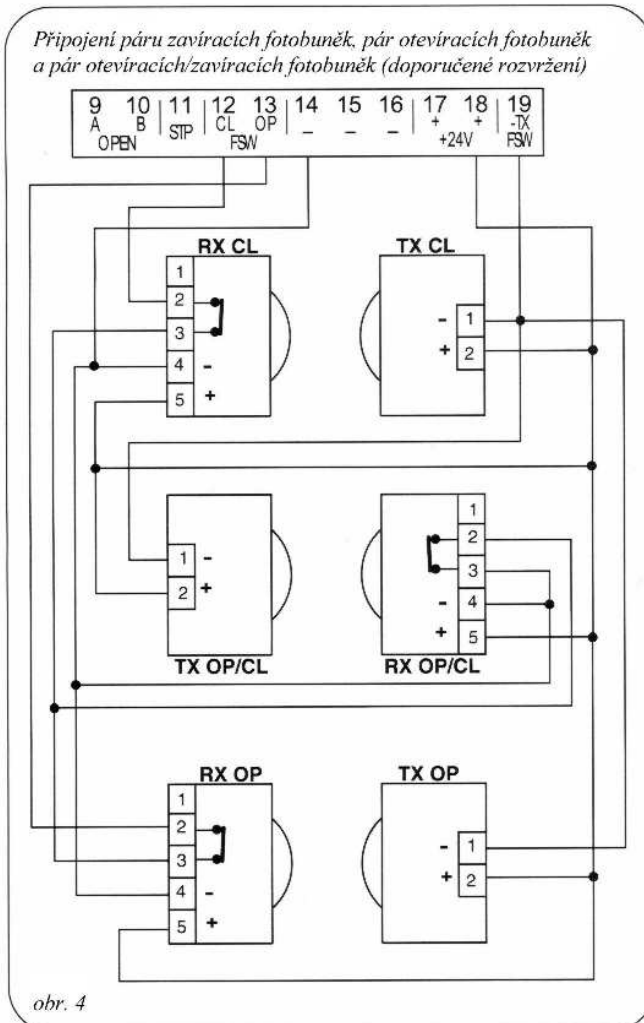 Připojení páru zavíracích fotobuněk, pár otevíracích fotobuněk
a pár otevíracích/zavíracích fotobuněk (doporučené rozvržení)
9 10 11 12 13 14 15 16 17 18 19
A B STP CL OP – – – + + -TX
OPEN FSW +24V FSW
RX CL TX CL
1
2
3
4 -
5 +
- 1
+ 2
1 -
2 +
1
2
3
- 4
+ 5
TX OP/CL RX OP/CL
RX OP TX OP
1
2
3
4 -
5 +
- 1
+ 2
obr. 4